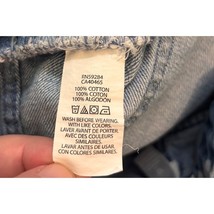 RN59284
CA40465
100% COTTON
100% COTON
100% ALGODON
WASH BEFORE WEARING
WITH LIKE COLORS
LAVER AVANT DE PORTER
AVEC DES COULEURS
SIMILAIRES
LAVAR ANTES DE USAR
CON COLORES
SIMILARES